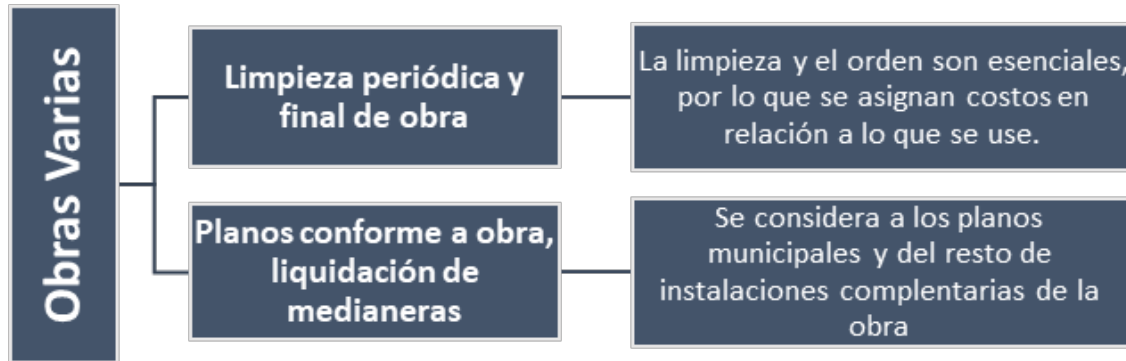 Obras Varias
Limpieza periódica y
final de obra
La limpieza y el orden son esenciales,
por lo que se asignan costos en
relación a lo que se use.
Planos conforme a obra,
liquidación de
medianeras
Se considera a los planos
municipales y del resto de
instalaciones complentarias de la
obra